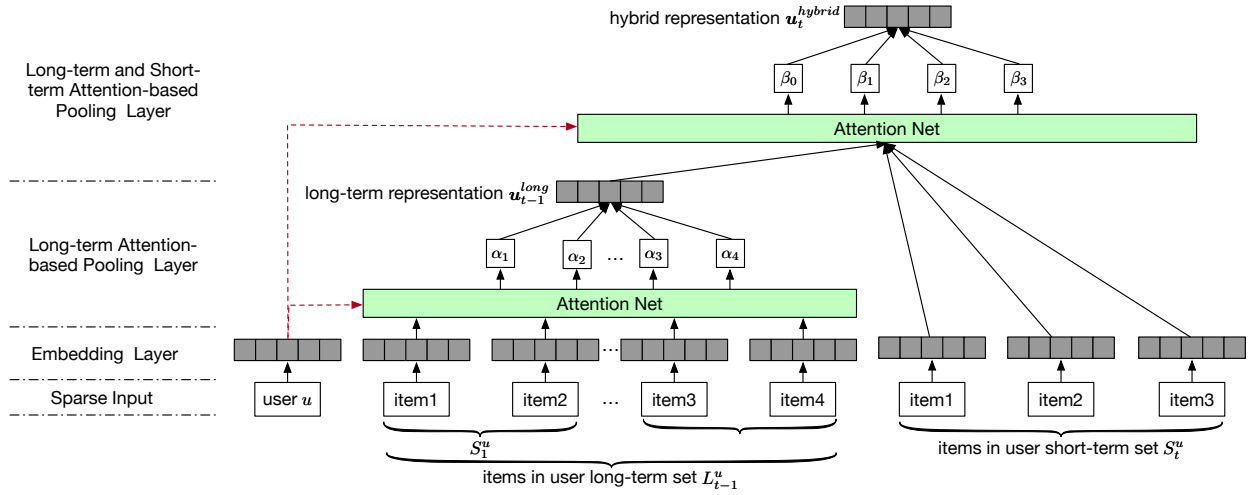 hybrid representation u_t^{hybrid}
Long-term and Short-
term Attention-based
Pooling Layer
β0 β1 β2 β3
Attention Net
long-term representation u_{t-1}^{long}
Long-term Attention-
based Pooling Layer
α1 α2 ... α3 α4
Attention Net
Embedding Layer
...
Sparse Input
user u item1 item2 ... item3 item4 item1 item2 item3
S_1^u
items in user short-term set S_t^u
items in user long-term set L_{t-1}^u